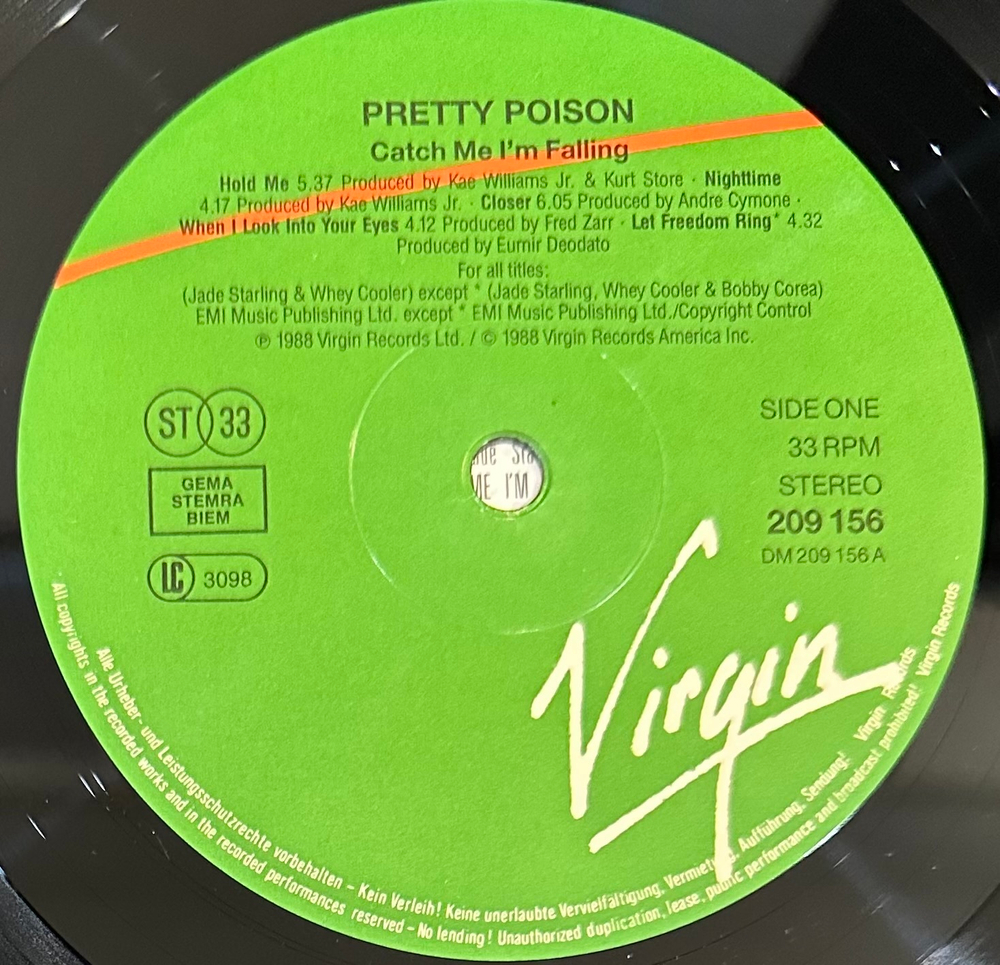 PRETTY POISON
Catch Me I'm Falling
Hold Me 5.37 Produced by Kae Williams Jr. & Kurt Store · Nighttime
4.17 Produced by Kae Williams Jr. · Closer 6.05 Produced by Andre Cymone ·
When I Look Into Your Eyes 4.12 Produced by Fred Zarr · Let Freedom Ring* 4.32
Produced by Eumir Deodato
For all titles:
(Jade Starling & Whey Cooler) except * (Jade Starling, Whey Cooler & Bobby Corea)
EMI Music Publishing Ltd. except * EMI Music Publishing Ltd./Copyright Control
℗ 1988 Virgin Records Ltd. / © 1988 Virgin Records America Inc.
ST 33
GEMA
STEMRA
BIEM
LC 3098
SIDE ONE
33 RPM
STEREO
209 156
DM 209 156 A
ME I'M
Virgin
Alle Urheber- und Leistungsschutzrechte vorbehalten – Kein Verleih! Keine unerlaubte Vervielfältigung, Aufführung, Sendung! Virgin Records
All copyrights in the recorded works and in the recorded performances reserved – No lending! Unauthorized duplication, lease, public performance and broadcast prohibited! Virgin Records